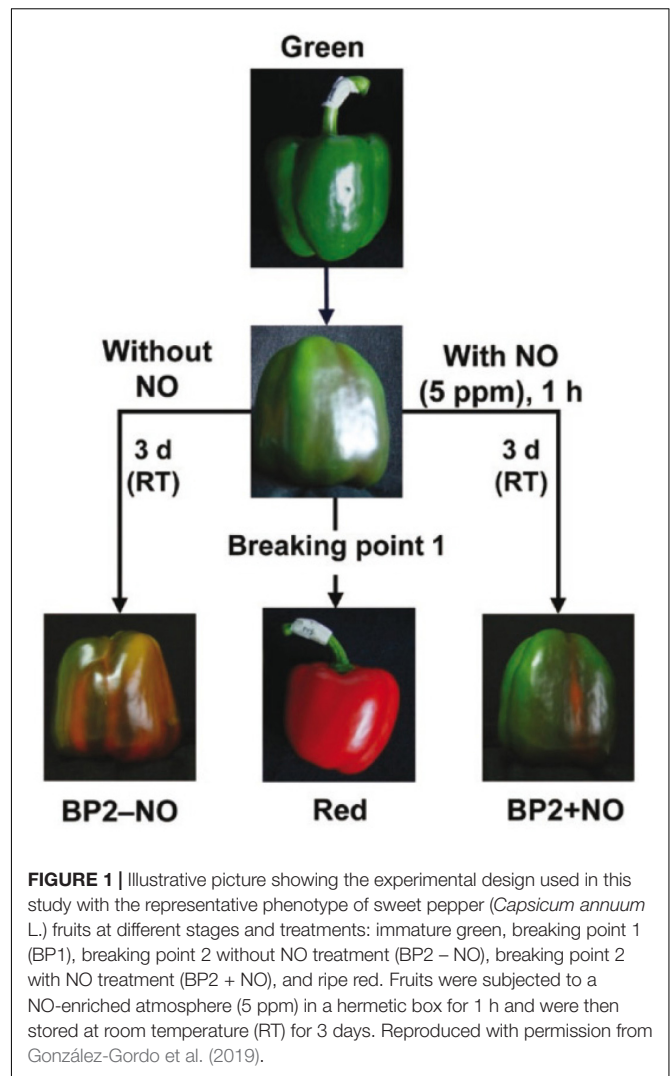 Green
Without
NO
With NO
(5 ppm), 1 h
3 d
(RT)
3 d
(RT)
Breaking point 1
BP2–NO
Red
BP2+NO
FIGURE 1 | Illustrative picture showing the experimental design used in this
study with the representative phenotype of sweet pepper (Capsicum annuum
L.) fruits at different stages and treatments: immature green, breaking point 1
(BP1), breaking point 2 without NO treatment (BP2 – NO), breaking point 2
with NO treatment (BP2 + NO), and ripe red. Fruits were subjected to a
NO-enriched atmosphere (5 ppm) in a hermetic box for 1 h and were then
stored at room temperature (RT) for 3 days. Reproduced with permission from
González-Gordo et al. (2019).